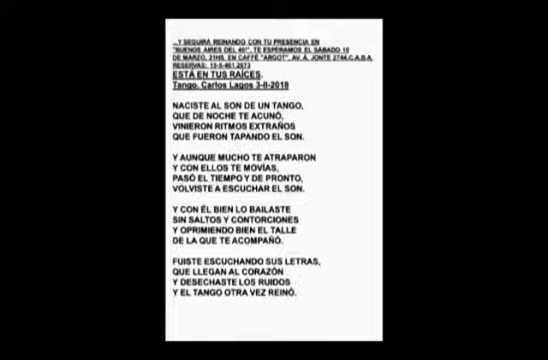 ...Y SEGUIRÁ REINANDO CON TU PRESENCIA EN
"BUENOS AIRES DEL 40", TE ESPERAMOS EL SÁBADO 10
DE MARZO, 21HS. EN CAFFÉ "ARGOT", AV. Á. JONTE 2744.C.A.B.A.
RESERVAS: 15-5-461.2873
ESTÁ EN TUS RAÍCES.
Tango. Carlos Lagos 3-II-2018
NACISTE AL SON DE UN TANGO,
QUE DE NOCHE TE ACUNÓ,
VINIERON RITMOS EXTRAÑOS
QUE FUERON TAPANDO EL SON.
Y AUNQUE MUCHO TE ATRAPARON
Y CON ELLOS TE MOVÍAS,
PASÓ EL TIEMPO Y DE PRONTO,
VOLVISTE A ESCUCHAR EL SON.
Y CON ÉL BIEN LO BAILASTE
SIN SALTOS Y CONTORCIONES
Y OPRIMIENDO BIEN EL TALLE
DE LA QUE TE ACOMPAÑÓ.
FUISTE ESCUCHANDO SUS LETRAS,
QUE LLEGAN AL CORAZÓN
Y DESECHASTE LOS RUIDOS
Y EL TANGO OTRA VEZ REINÓ.